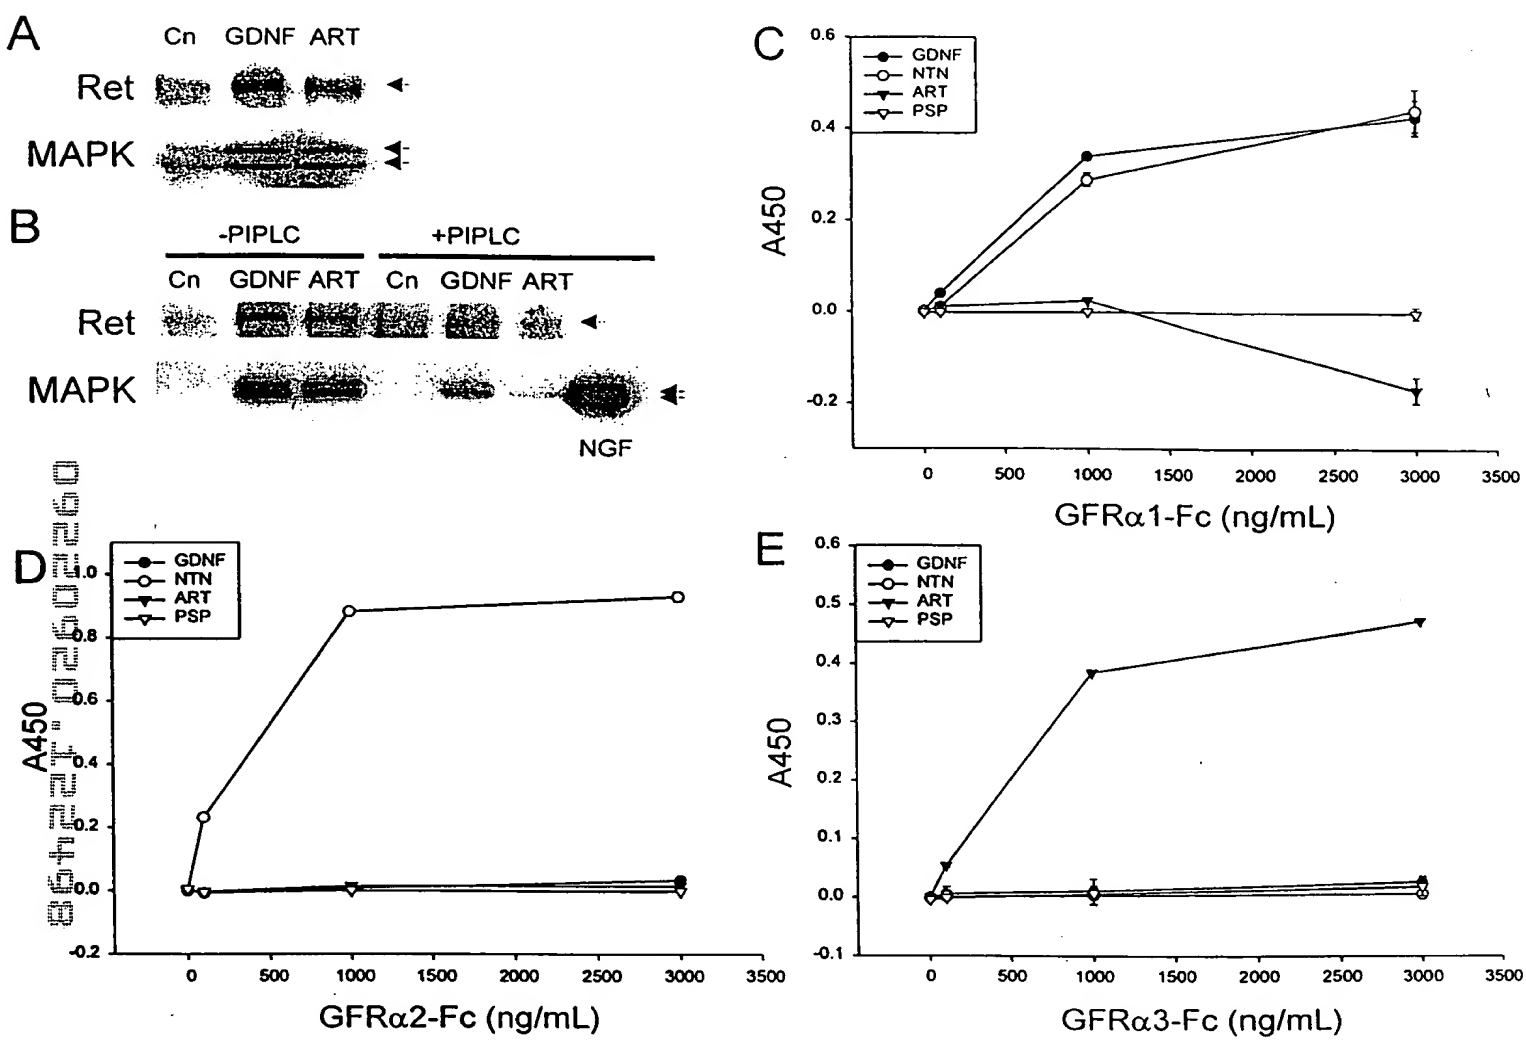 A
Cn GDNF ART
Ret
MAPK
B
-PIPLC +PIPLC
Cn GDNF ART Cn GDNF ART
Ret
MAPK
NGF
C
GDNF
NTN
ART
PSP
0.6
0.4
0.2
0.0
-0.2
A450
0 500 1000 1500 2000 2500 3000 3500
GFRα1-Fc (ng/mL)
D
GDNF
NTN
ART
PSP
1.0
0.8
0.6
0.4
0.2
0.0
-0.2
A450
0 500 1000 1500 2000 2500 3000 3500
GFRα2-Fc (ng/mL)
E
GDNF
NTN
ART
PSP
0.6
0.5
0.4
0.3
0.2
0.1
0.0
-0.1
A450
0 500 1000 1500 2000 2500 3000 3500
GFRα3-Fc (ng/mL)